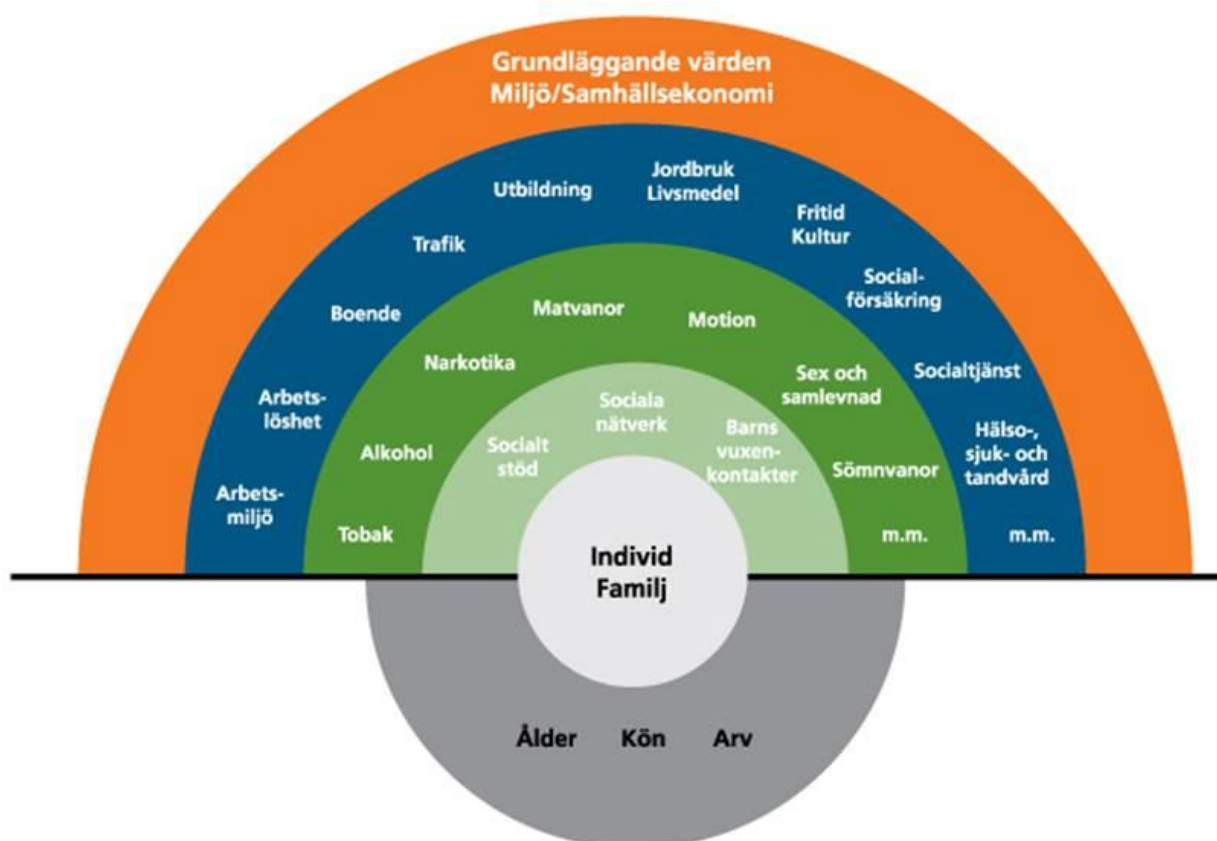 Grundläggande värden
Miljö/Samhällsekonomi
Arbets-
miljö
Arbets-
löshet
Boende
Trafik
Utbildning
Jordbruk
Livsmedel
Fritid
Kultur
Social-
försäkring
Socialtjänst
Hälso-,
sjuk- och
tandvård
m.m.
Tobak
Alkohol
Narkotika
Matvanor
Motion
Sex och
samlevnad
Sömnvanor
m.m.
Socialt
stöd
Sociala
nätverk
Barns
vuxen-
kontakter
Individ
Familj
Ålder Kön Arv